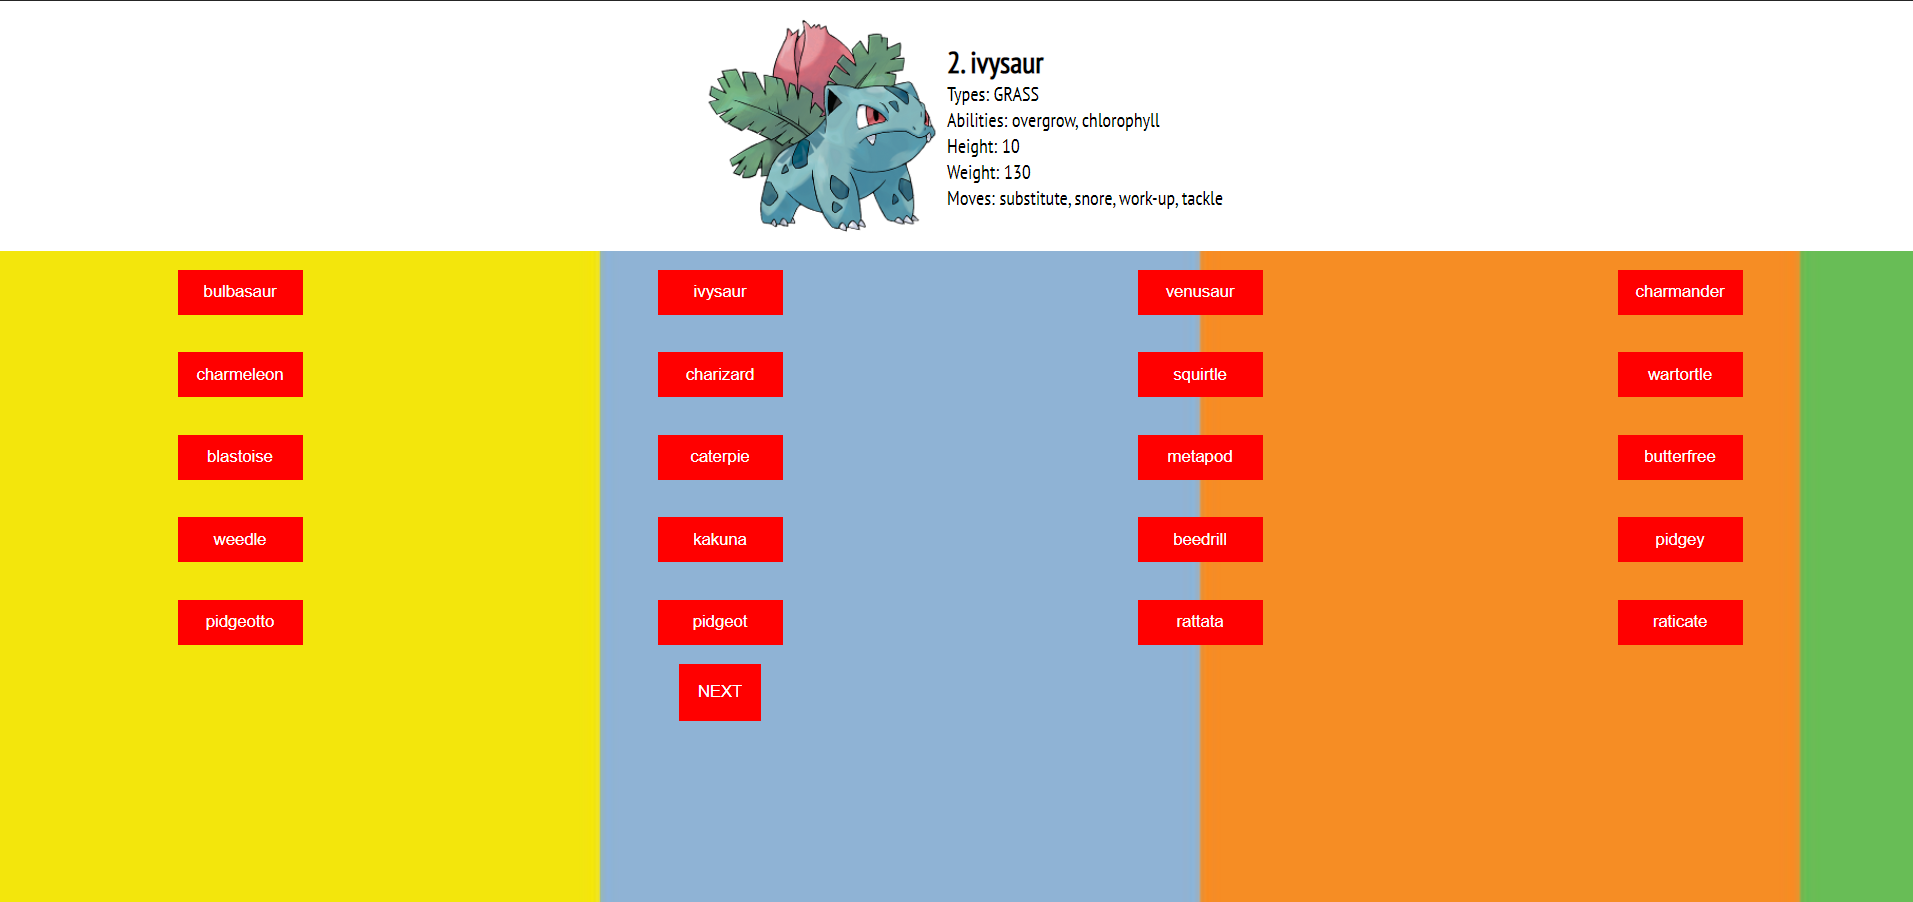 2. ivysaur
Types: GRASS
Abilities: overgrow, chlorophyll
Height: 10
Weight: 130
Moves: substitute, snore, work-up, tackle
bulbasaur
ivysaur
venusaur
charmander
charmeleon
charizard
squirtle
wartortle
blastoise
caterpie
metapod
butterfree
weedle
kakuna
beedrill
pidgey
pidgeotto
pidgeot
rattata
raticate
NEXT